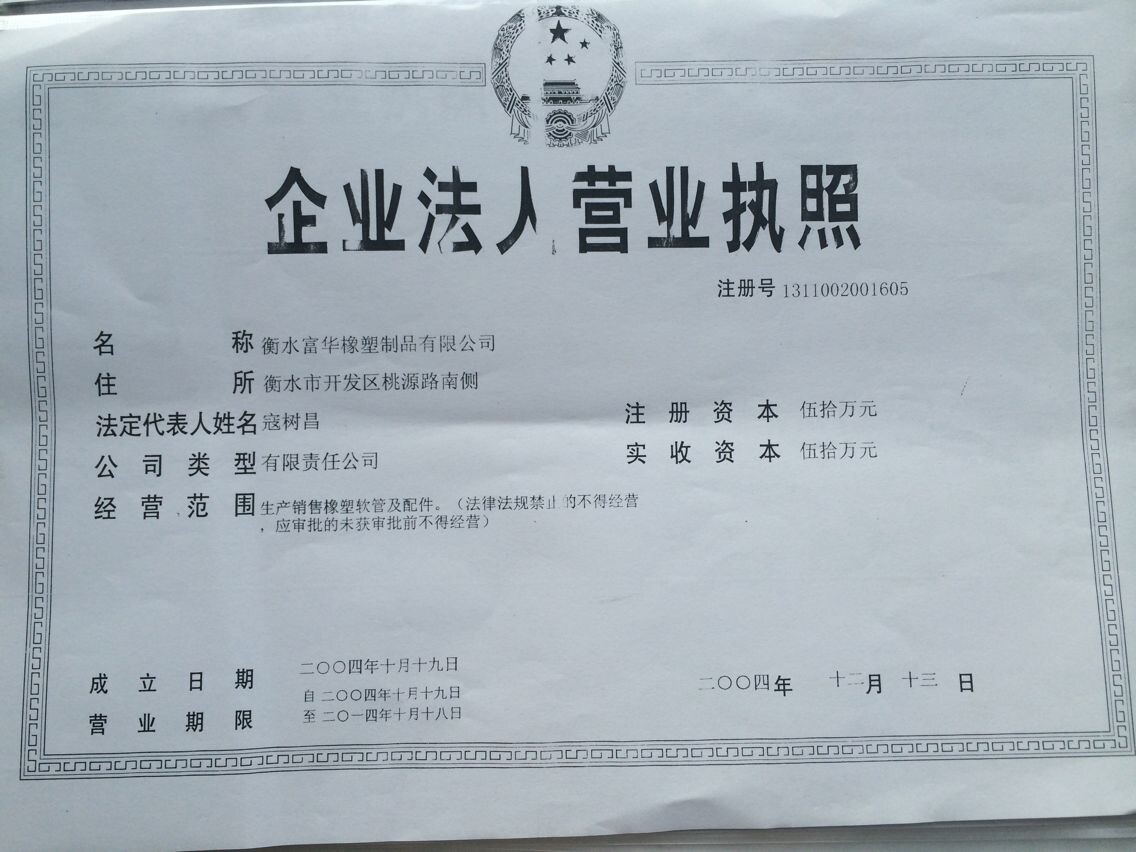 企业法人营业执照
注册号 1311002001605
名称 衡水富华橡塑制品有限公司
住所 衡水市开发区桃源路南侧
法定代表人姓名 寇树昌
注册资本 伍拾万元
公司类型 有限责任公司
实收资本 伍拾万元
经营范围 生产销售橡塑软管及配件。（法律法规禁止的不得经营
，应审批的未获审批前不得经营）
成立日期 二〇〇四年十月十九日
营业期限 自二〇〇四年十月十九日
至二〇一四年十月十八日
二〇〇四年 十二月 十三日